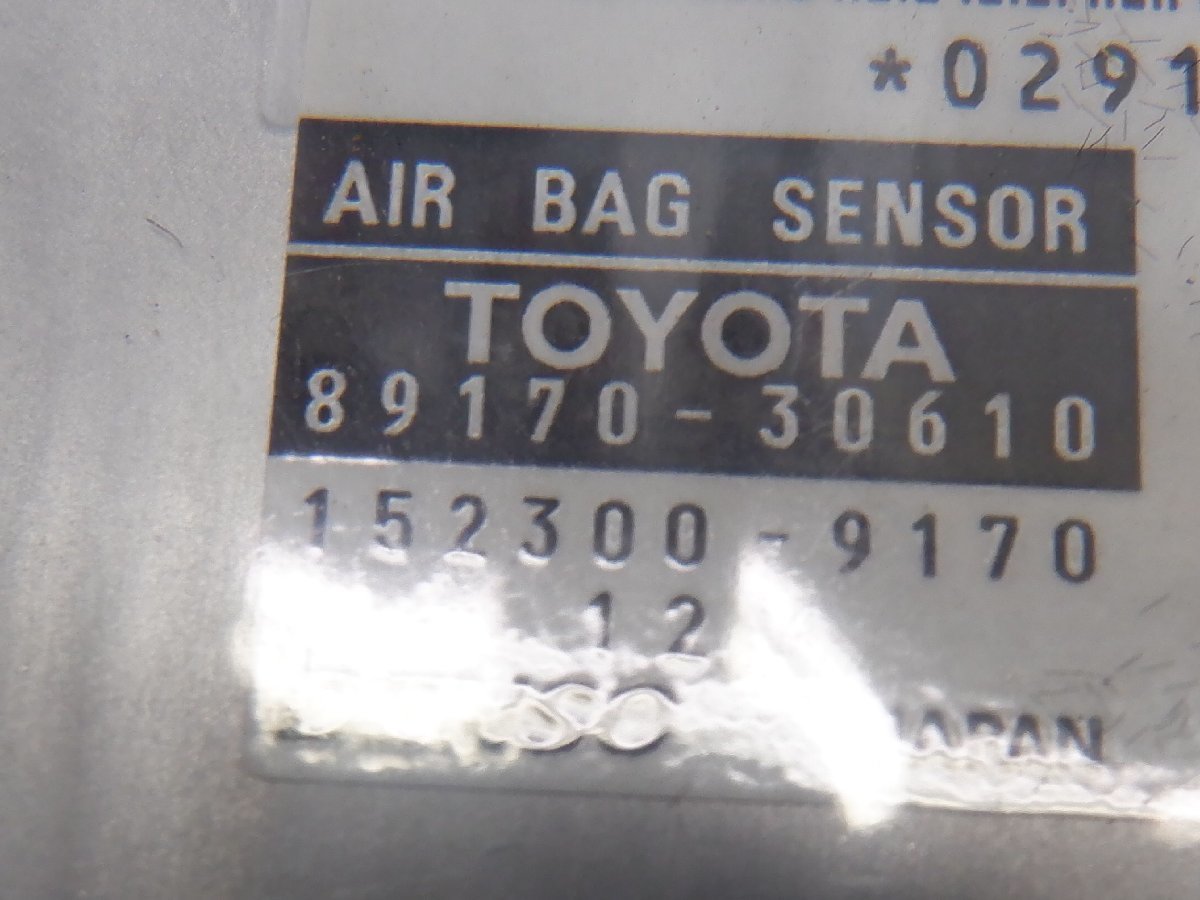 *0291
AIR BAG SENSOR
TOYOTA
89170-30610
152300-9170
12
JAPAN